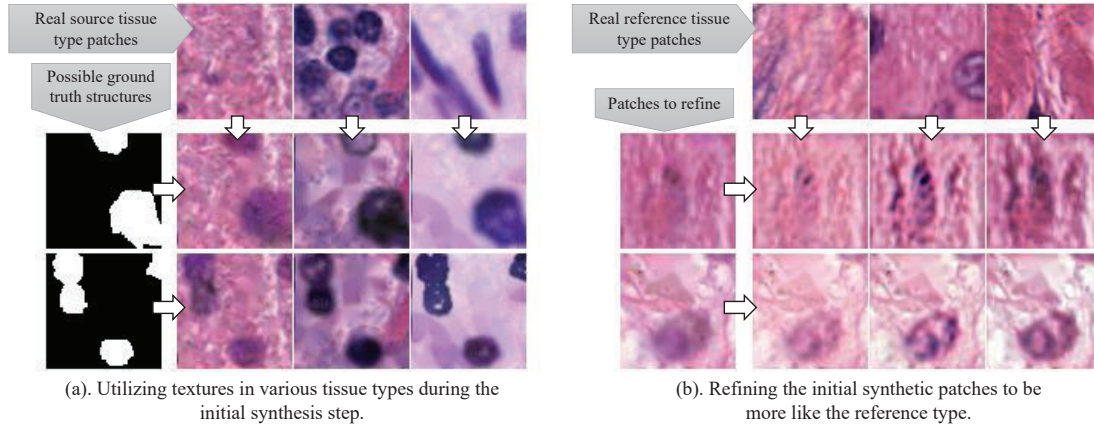 Real source tissue
type patches
Possible ground
truth structures
(a). Utilizing textures in various tissue types during the
initial synthesis step.
Real reference tissue
type patches
Patches to refine
(b). Refining the initial synthetic patches to be
more like the reference type.